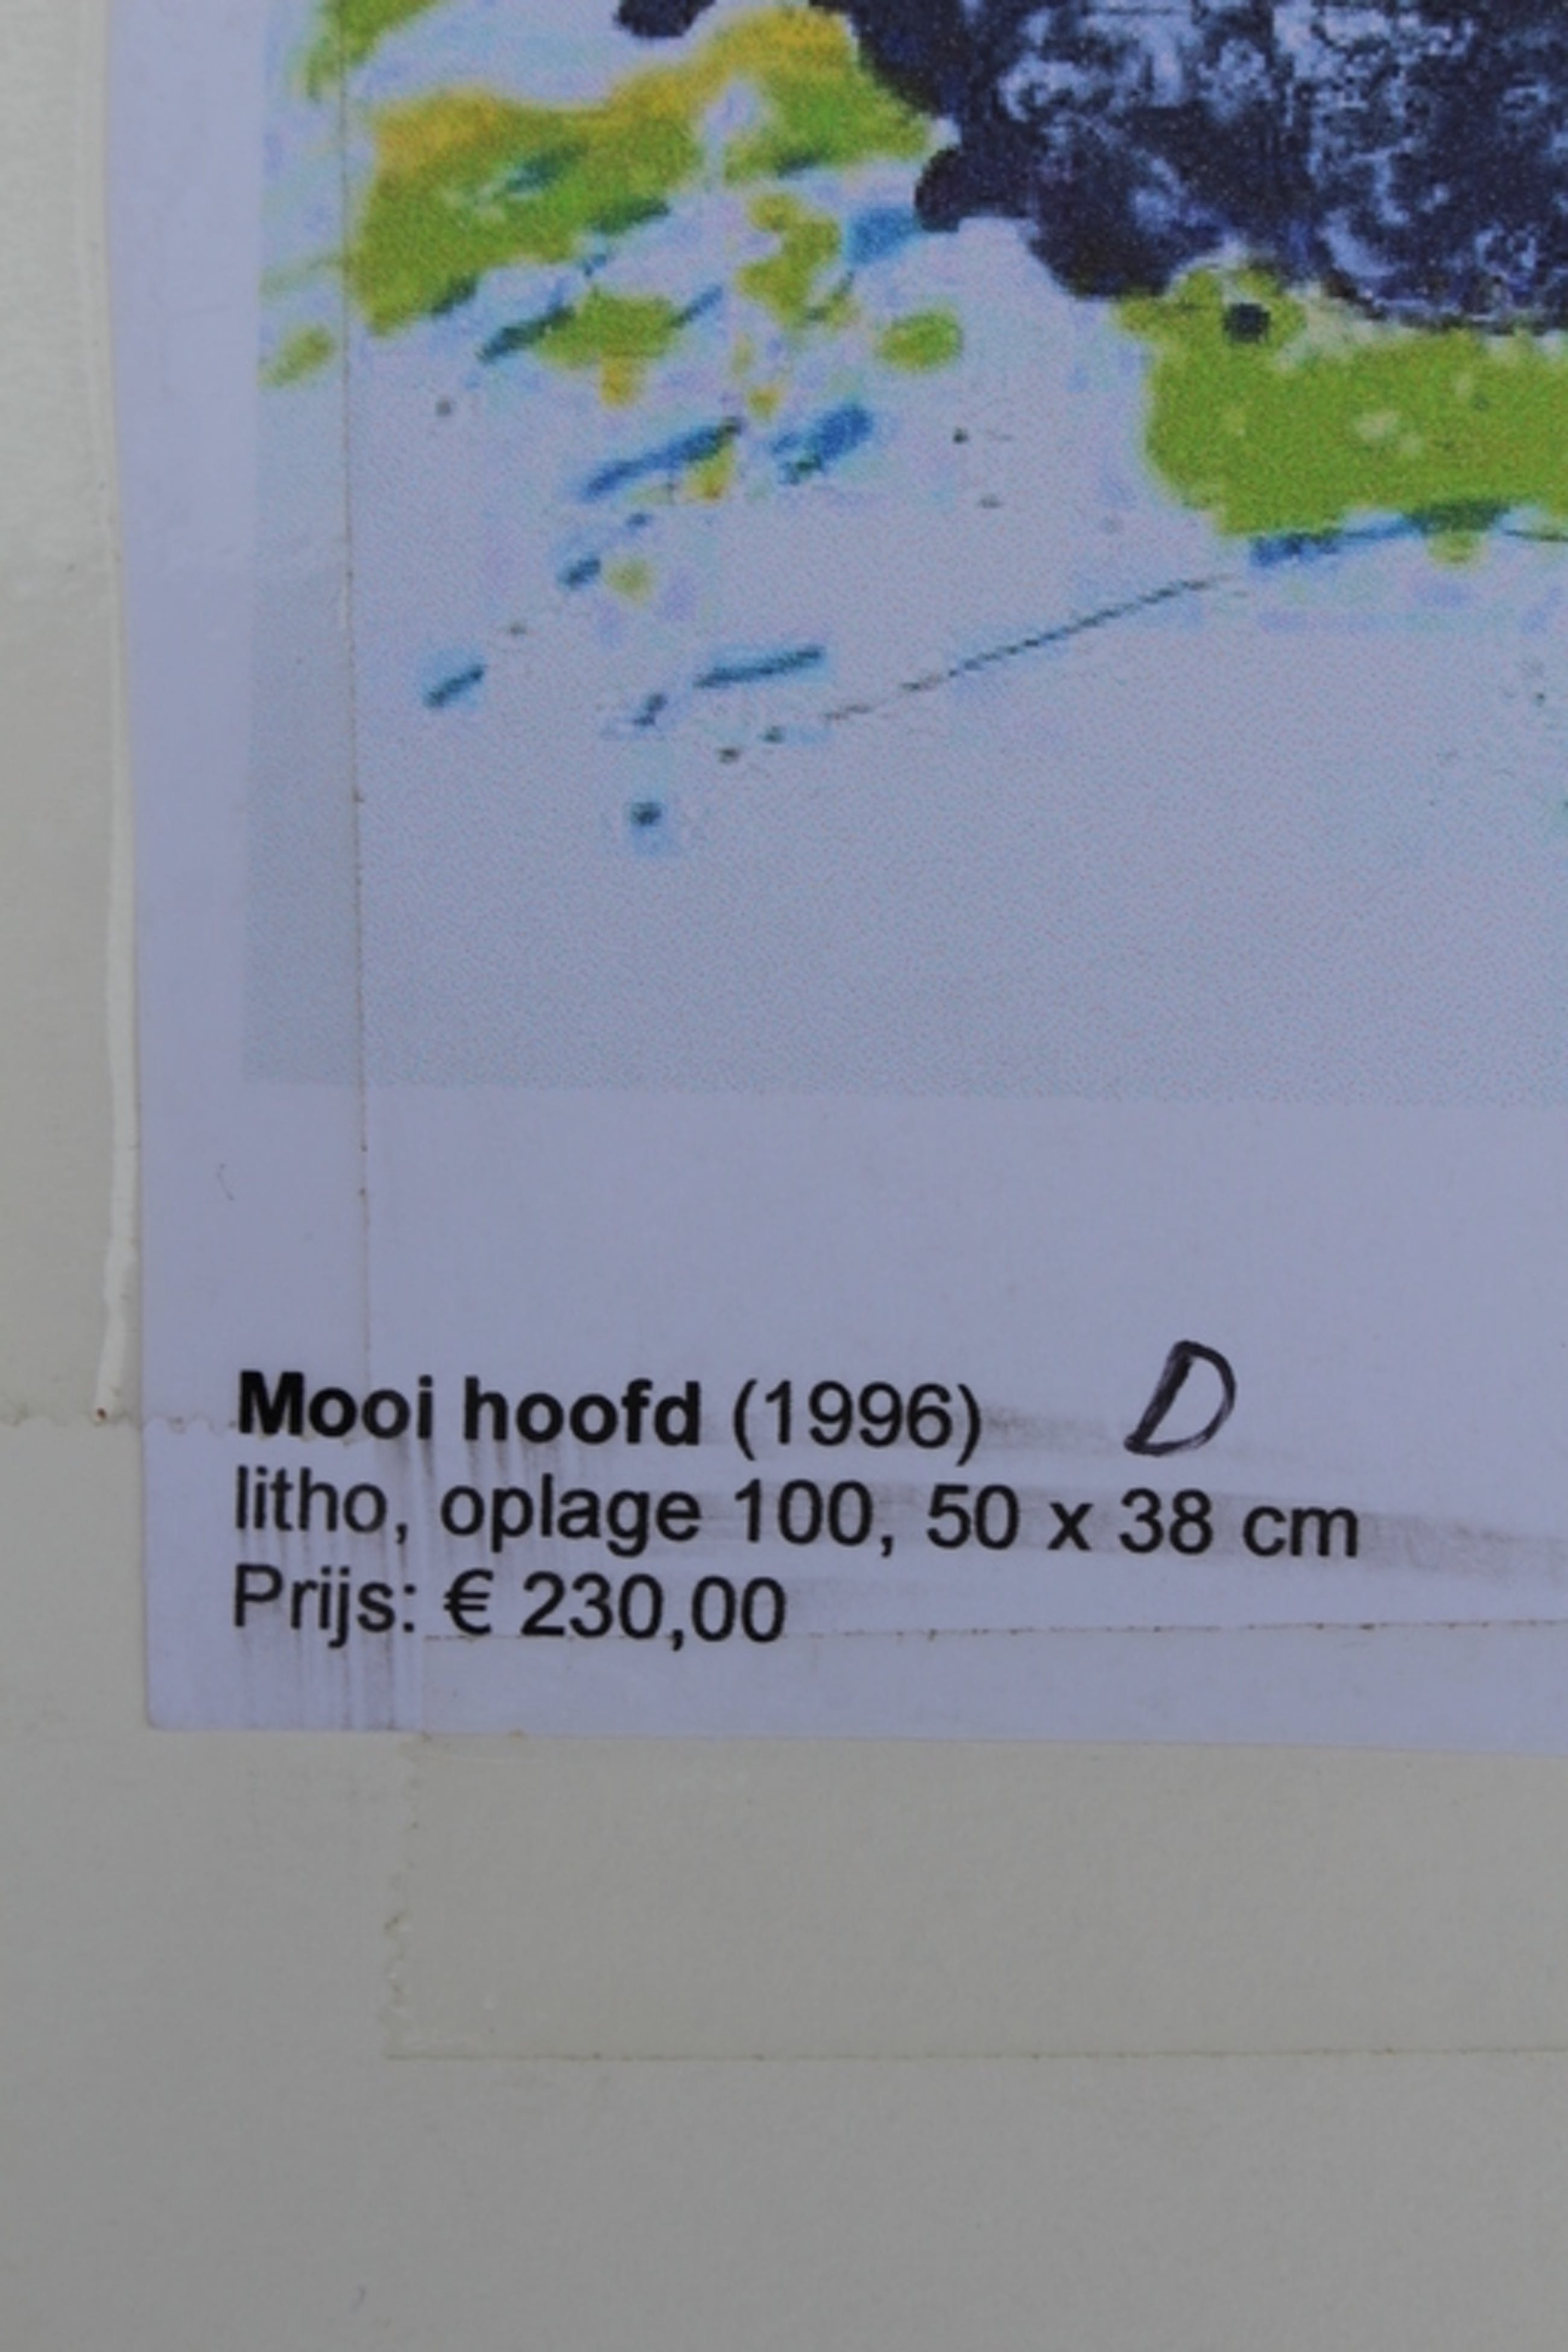 Mooi hoofd (1996) D
litho, oplage 100, 50 x 38 cm
Prijs: € 230,00